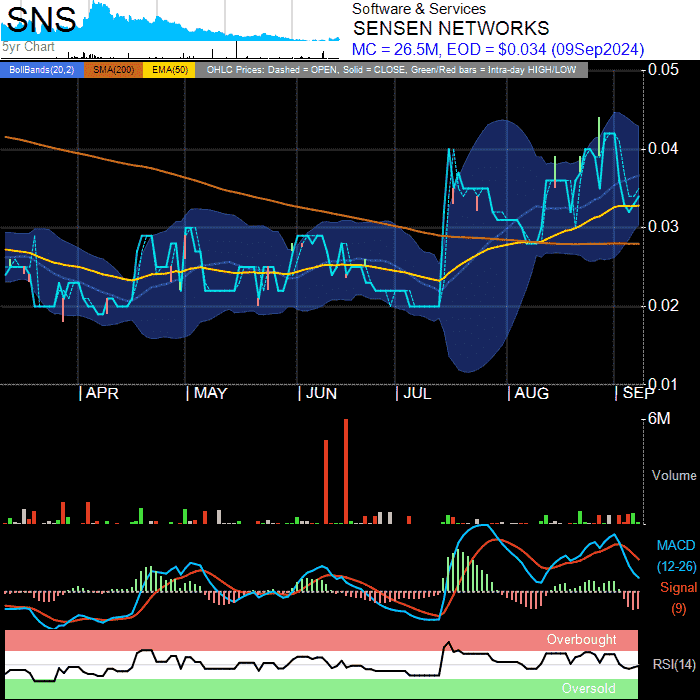 SNS
5yr Chart
Software & Services
SENSEN NETWORKS
MC = 26.5M, EOD = $0.034 (09Sep2024)
BollBands(20,2) SMA(200) EMA(50) OHLC Prices: Dashed = OPEN, Solid = CLOSE, Green/Red bars = Intra-day HIGH/LOW
0.05
0.04
0.03
0.02
0.01
APR MAY JUN JUL AUG SEP
6M
Volume
MACD
(12-26)
Signal
(9)
Overbought
RSI(14)
Oversold